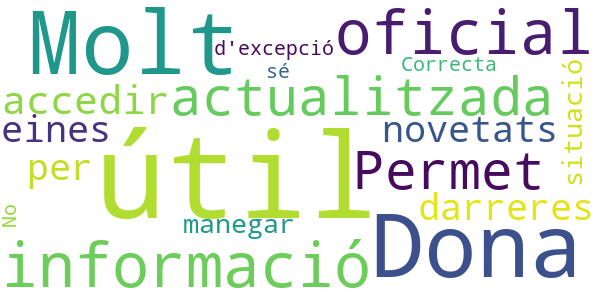 Molt
oficial
d'excepció
Correcta
sé
accedir
actualitzada
situació
eines
novetats
útil
per
Permet
darreres
No
manegar
Dona
informació